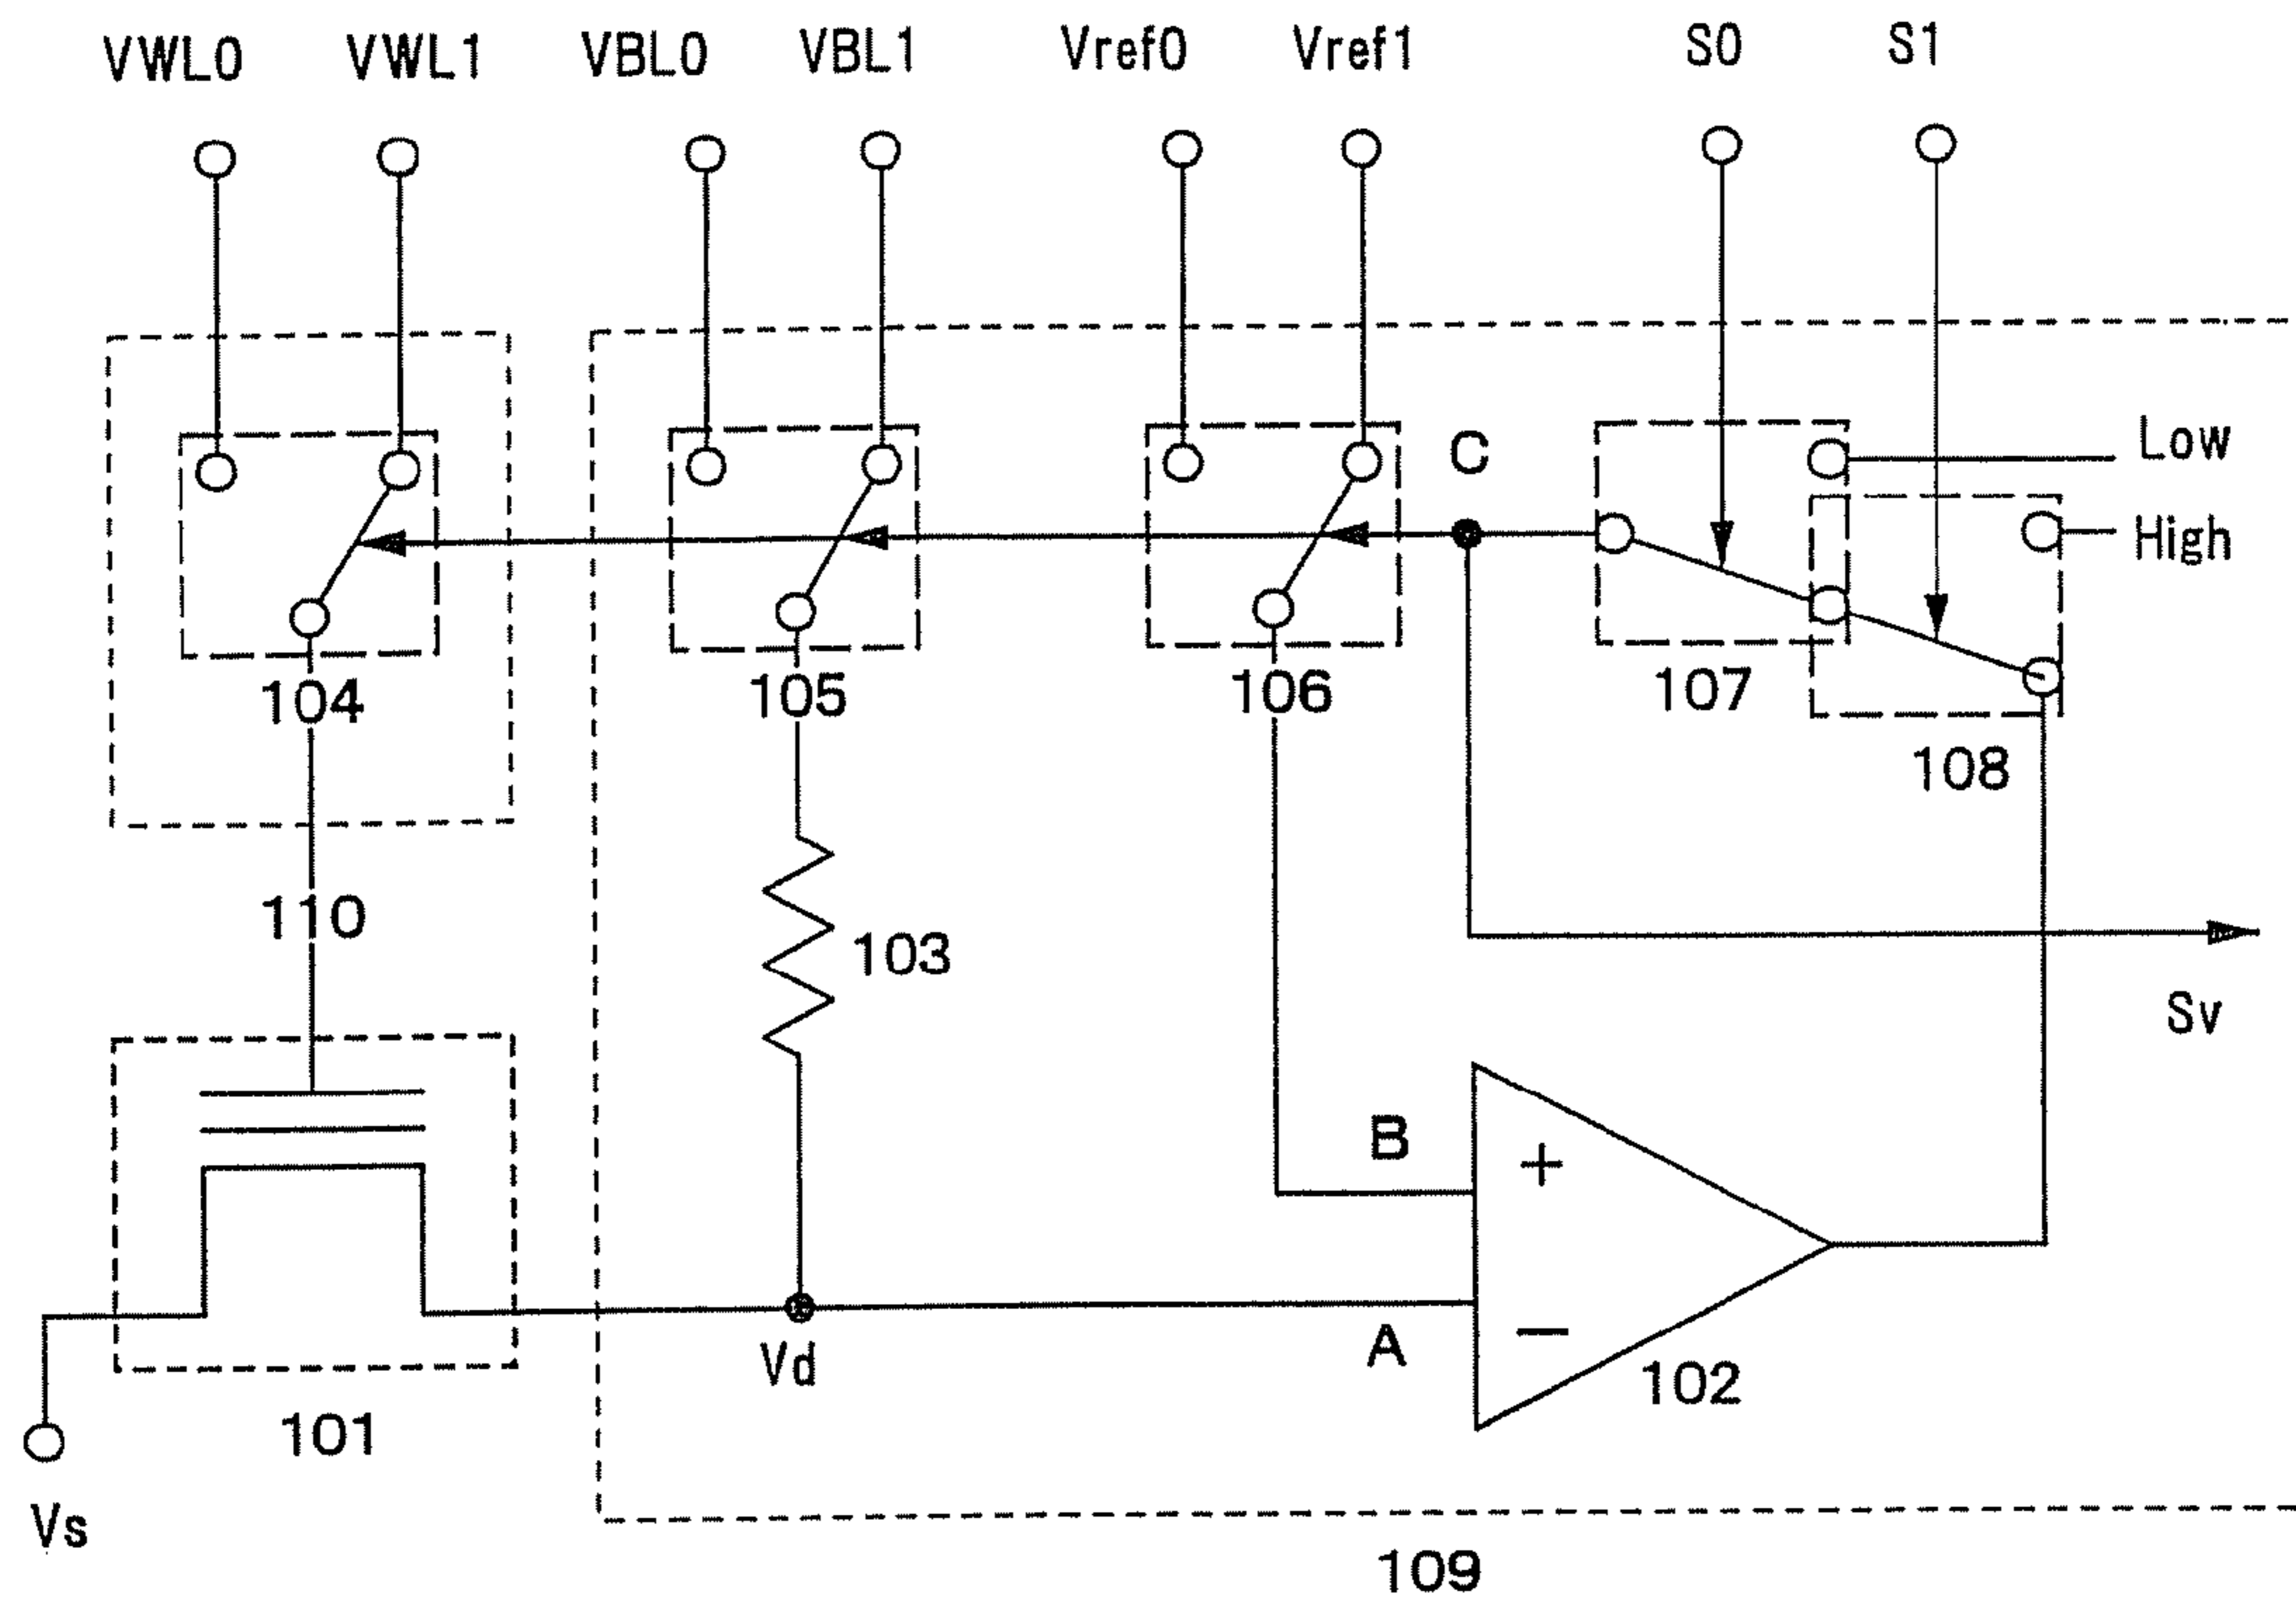 VWL0 VWL1 VBL0 VBL1 Vref0 Vref1 S0 S1
Low
C
High
104 105 106 107
108
110
103
Sv
B
+
A
−
Vd
102
101
Vs
109